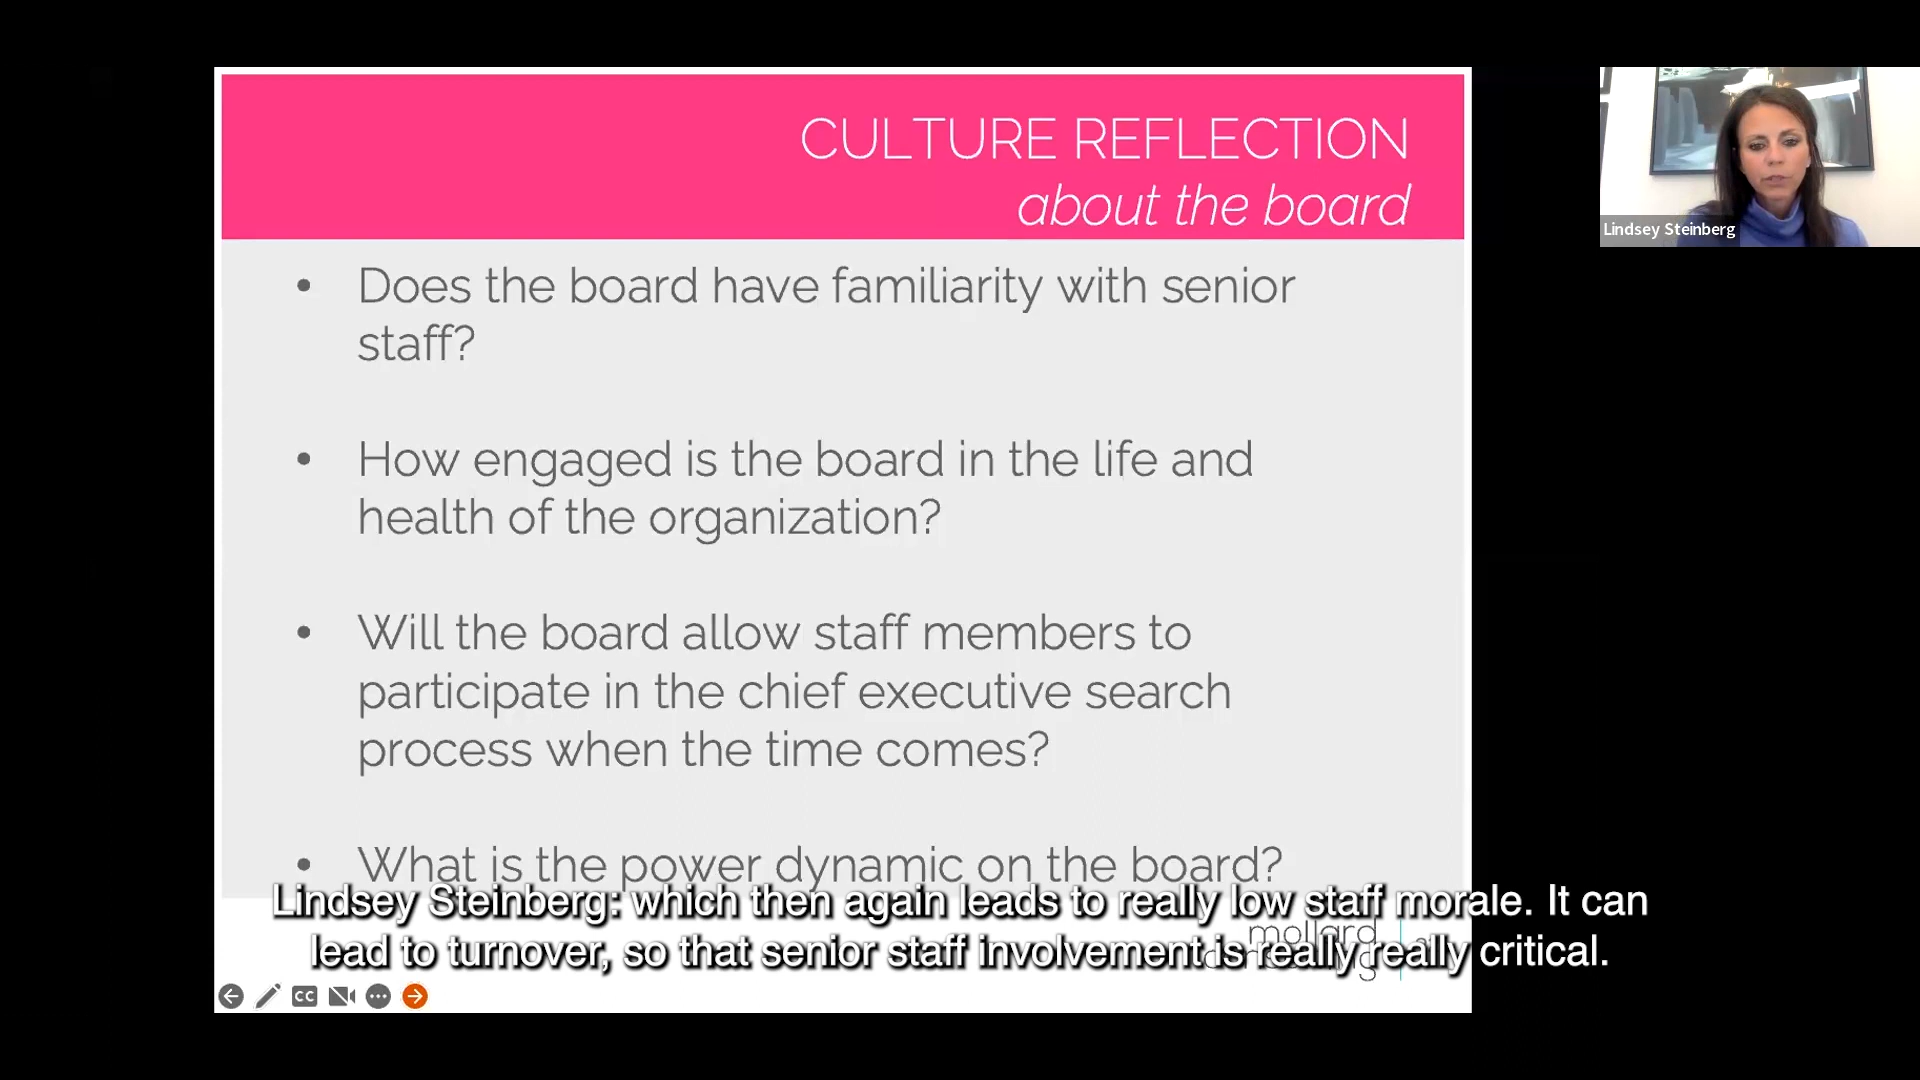 CULTURE REFLECTION
about the board
Lindsey Steinberg
• Does the board have familiarity with senior
staff?
• How engaged is the board in the life and
health of the organization?
• Will the board allow staff members to
participate in the chief executive search
process when the time comes?
• What is the power dynamic on the board?
Lindsey Steinberg: which then again leads to really low staff morale. It can
lead to turnover, so that senior staff involvement is really really critical.
mollard
CC